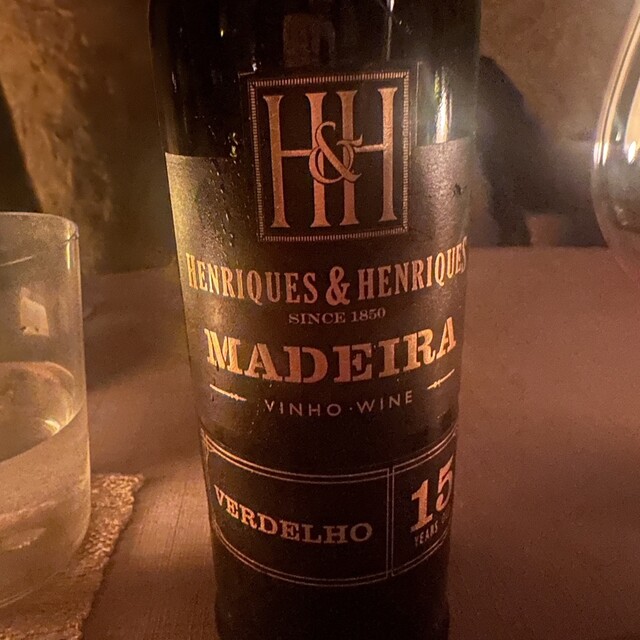 H&H
HENRIQUES & HENRIQUES
SINCE 1850
MADEIRA
VINHO · WINE
VERDELHO
15
YEARS